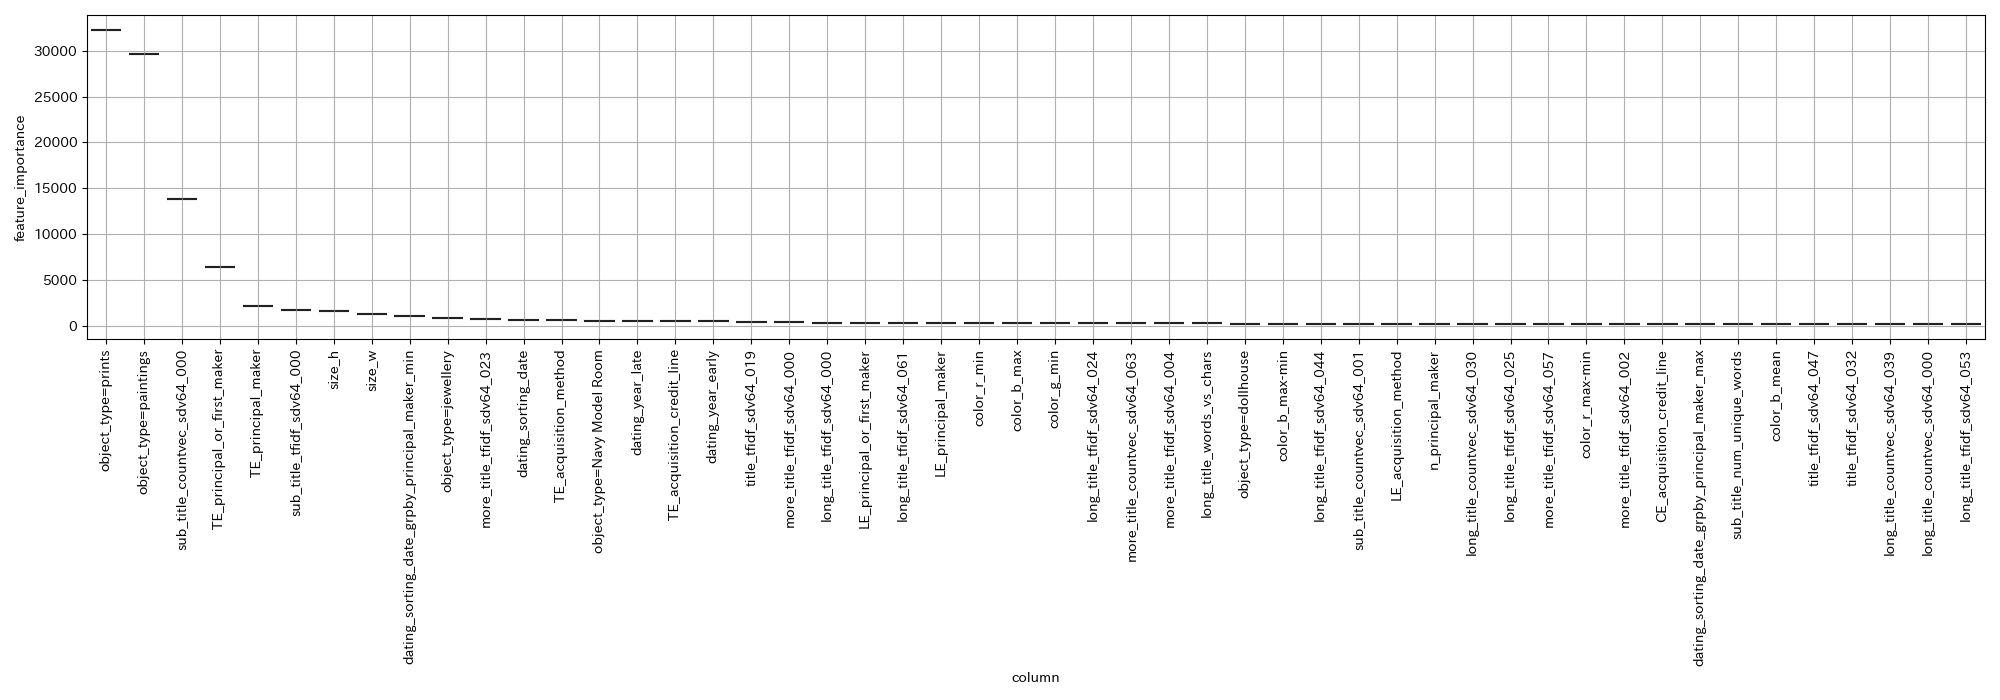 feature_importance
30000
25000
20000
15000
10000
5000
0
object_type=prints
object_type=paintings
sub_title_countvec_sdv64_000
TE_principal_or_first_maker
TE_principal_maker
sub_title_tfidf_sdv64_000
size_h
size_w
dating_sorting_date_grpby_principal_maker_min
object_type=jewellery
more_title_tfidf_sdv64_023
dating_sorting_date
TE_acquisition_method
object_type=Navy Model Room
dating_year_late
TE_acquisition_credit_line
dating_year_early
title_tfidf_sdv64_019
more_title_tfidf_sdv64_000
long_title_tfidf_sdv64_000
LE_principal_or_first_maker
long_title_tfidf_sdv64_061
LE_principal_maker
color_r_min
color_b_max
color_g_min
long_title_tfidf_sdv64_024
more_title_countvec_sdv64_063
more_title_tfidf_sdv64_004
long_title_words_vs_chars
object_type=dollhouse
color_b_max-min
long_title_tfidf_sdv64_044
sub_title_countvec_sdv64_001
LE_acquisition_method
n_principal_maker
long_title_countvec_sdv64_030
long_title_tfidf_sdv64_025
more_title_tfidf_sdv64_057
color_r_max-min
more_title_tfidf_sdv64_002
CE_acquisition_credit_line
dating_sorting_date_grpby_principal_maker_max
sub_title_num_unique_words
color_b_mean
title_tfidf_sdv64_047
title_tfidf_sdv64_032
long_title_countvec_sdv64_039
long_title_countvec_sdv64_000
long_title_tfidf_sdv64_053
column